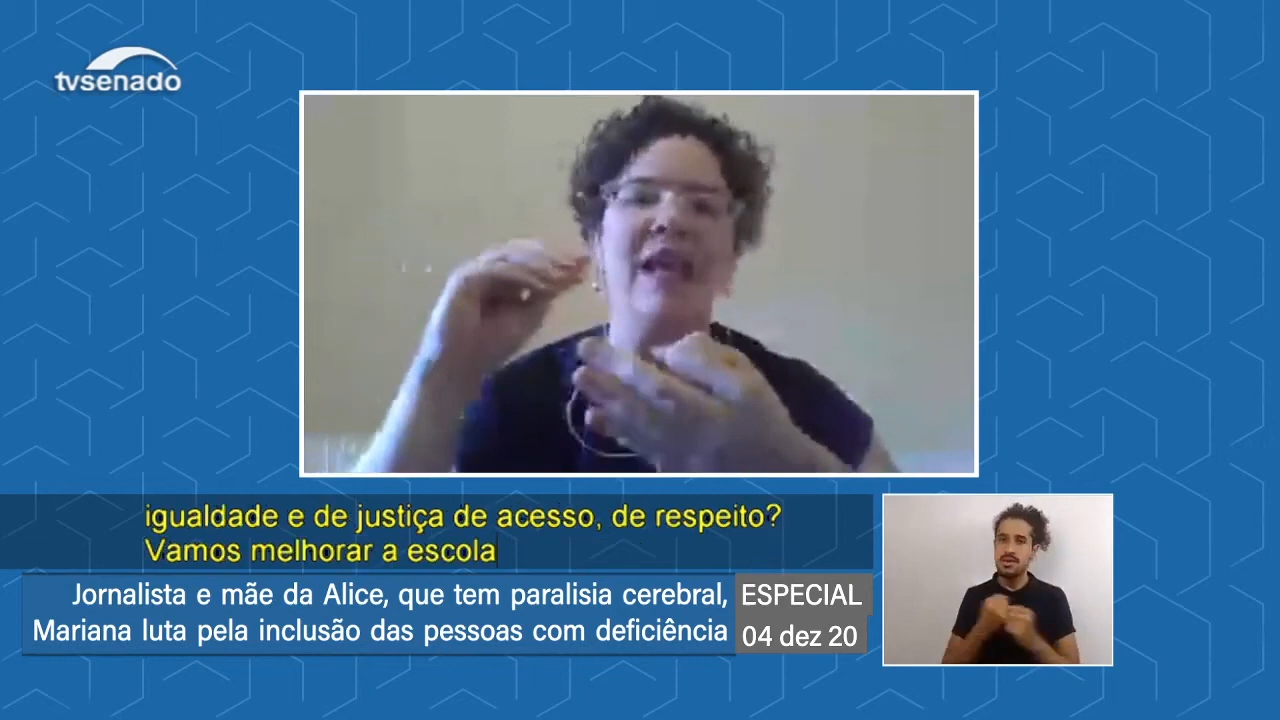 tvsenado
igualdade e de justiça de acesso, de respeito?
Vamos melhorar a escola
Jornalista e mãe da Alice, que tem paralisia cerebral,
Mariana luta pela inclusão das pessoas com deficiência
ESPECIAL
04 dez 20